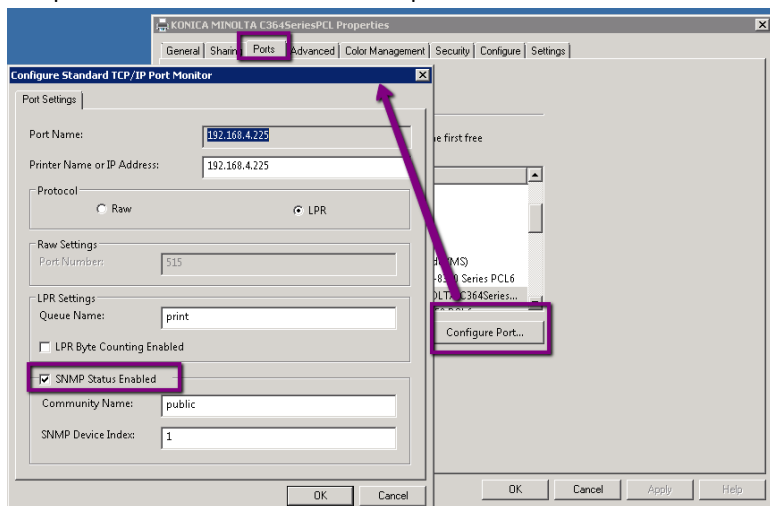 KONICA MINOLTA C364SeriesPCL Properties
General Sharing Ports Advanced Color Management Security Configure Settings
Configure Standard TCP/IP Port Monitor
Port Settings
Port Name: 192.168.4.225
Printer Name or IP Address: 192.168.4.225
Protocol
Raw LPR
Raw Settings
Port Number: 515
LPR Settings
Queue Name: print
LPR Byte Counting Enabled
SNMP Status Enabled
Community Name: public
SNMP Device Index: 1
OK Cancel
first free
Series PCL6
C364Series...
Configure Port...
OK Cancel Apply Help